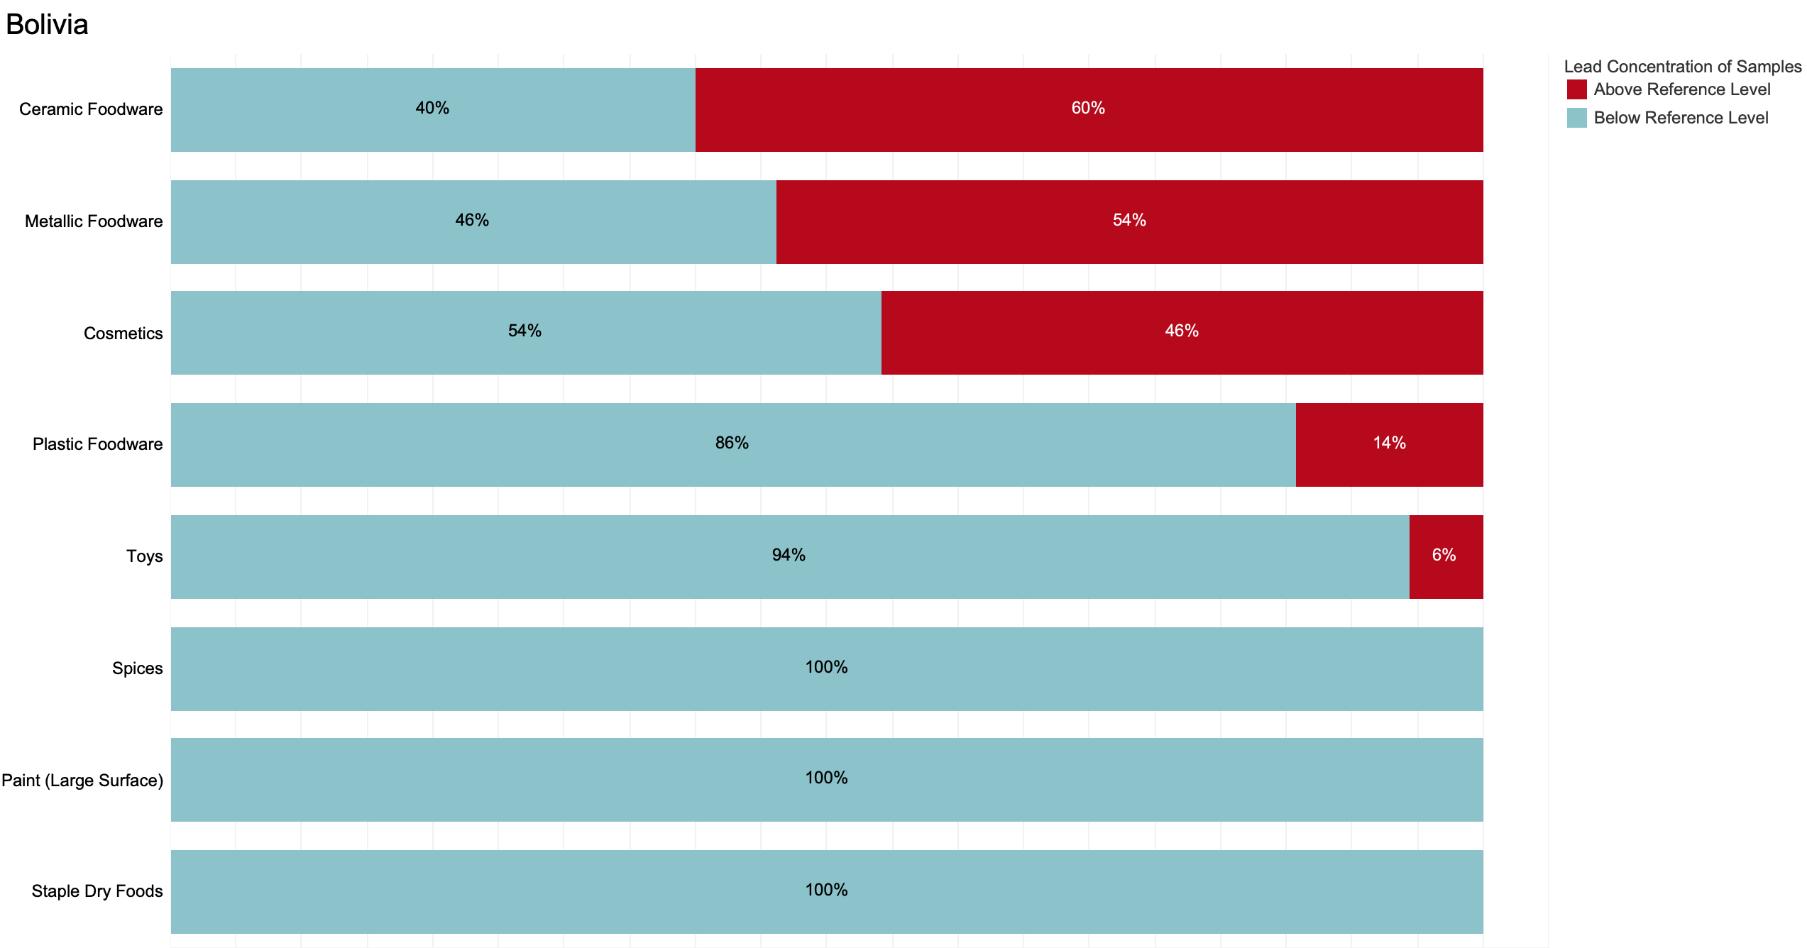 Bolivia
Lead Concentration of Samples
Above Reference Level
Below Reference Level
Ceramic Foodware 40% 60%
Metallic Foodware 46% 54%
Cosmetics 54% 46%
Plastic Foodware 86% 14%
Toys 94% 6%
Spices 100%
Paint (Large Surface) 100%
Staple Dry Foods 100%